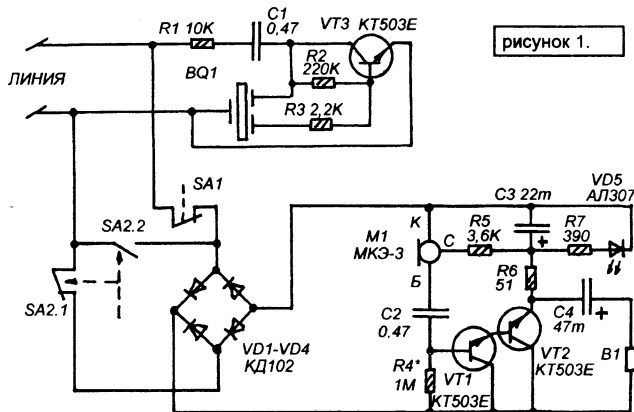 R1 10K
C1
0,47
VT3 КТ503Е
рисунок 1.
ЛИНИЯ
BQ1
R2
220K
R3 2,2K
SA1
SA2.2
SA2.1
VD1-VD4
КД102
К
М1
МКЭ-3
С
Б
R5
3,6K
C3 22m
+
R7
390
VD5
АЛ307
R6
51
C2
0,47
C4
47m
+
R4*
1M
VT1
КТ503Е
VT2
КТ503Е
B1